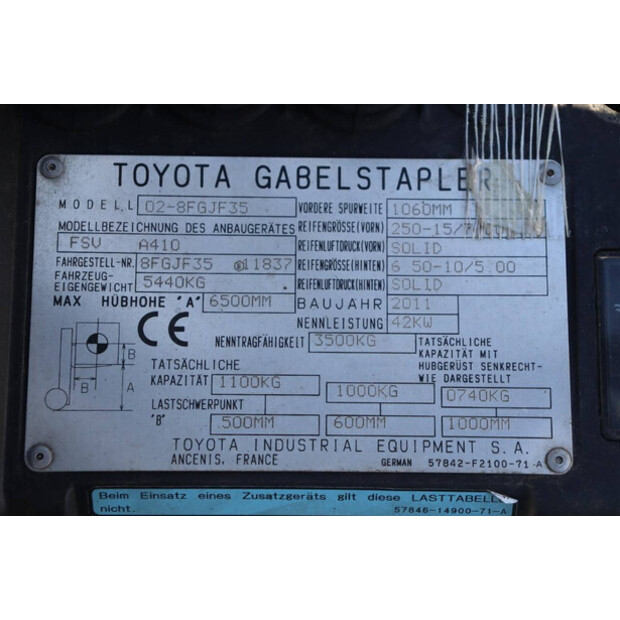 TOYOTA GABELSTAPLER
MODELL 02-8FGJF35 VORDERE SPURWEITE 1060MM
MODELLBEZEICHNUNG DES ANBAUGERÄTES REIFENGRÖSSE(VORN) 250-15/
FSV A410 REIFENLUFTDRUCK(VORN) SOLID
FAHRGESTELL-NR. 8FGJF35 11837 REIFENGRÖSSE(HINTEN) 6 50-10/5.00
FAHRZEUG-EIGENGEWICHT 5440KG REIFENLUFTDRUCK(HINTEN) SOLID
MAX HÜBHOHE "A" 6500MM BAUJAHR 2011
CE NENNLEISTUNG 42KW
NENNTRAGFÄHIGKEIT 3500KG TATSÄCHLICHE
KAPAZITÄT MIT
HUBGERÜST SENKRECHT-
WIE DARGESTELLT
B
B
A
TATSÄCHLICHE
KAPAZITÄT 1100KG 1000KG 0740KG
LASTSCHWERPUNKT
"B" 500MM 600MM 1000MM
TOYOTA INDUSTRIAL EQUIPMENT S.A.
ANCENIS, FRANCE GERMAN 57842-F2100-71-A
Beim Einsatz eines Zusatzgeräts gilt diese LASTTABELLE
nicht. 57846-14900-71-A